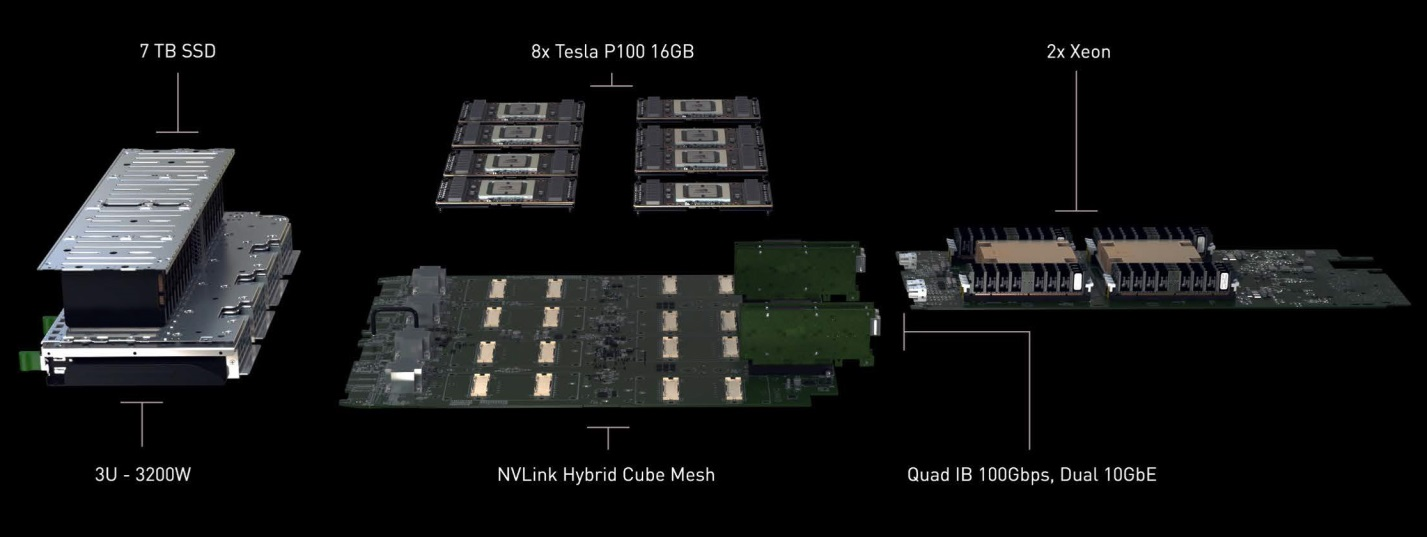 7 TB SSD
8x Tesla P100 16GB
2x Xeon
3U - 3200W
NVLink Hybrid Cube Mesh
Quad IB 100Gbps, Dual 10GbE